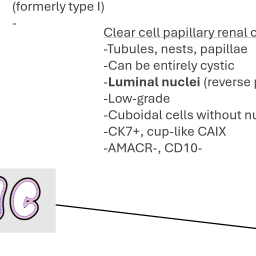 (formerly type I)
-
Clear cell papillary renal c
-Tubules, nests, papillae
-Can be entirely cystic
-Luminal nuclei (reverse p
-Low-grade
-Cuboidal cells without nu
-CK7+, cup-like CAIX
-AMACR-, CD10-